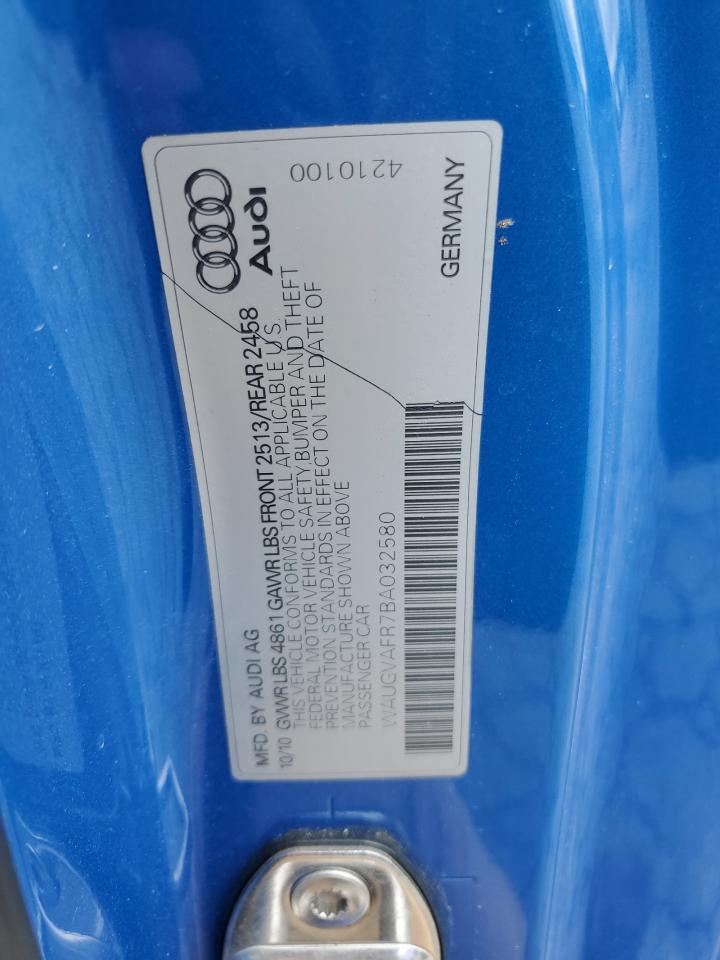 Audi
MFD. BY AUDI AG
10/10 GVWR LBS 4861 GAWR LBS FRONT 2513/REAR 2458
THIS VEHICLE CONFORMS TO ALL APPLICABLE U.S.
FEDERAL MOTOR VEHICLE SAFETY,BUMPER AND THEFT
PREVENTION STANDARDS IN EFFECT ON THE DATE OF
MANUFACTURE SHOWN ABOVE
PASSENGER CAR
WAUGVAFR7BA032580
GERMANY
4210100